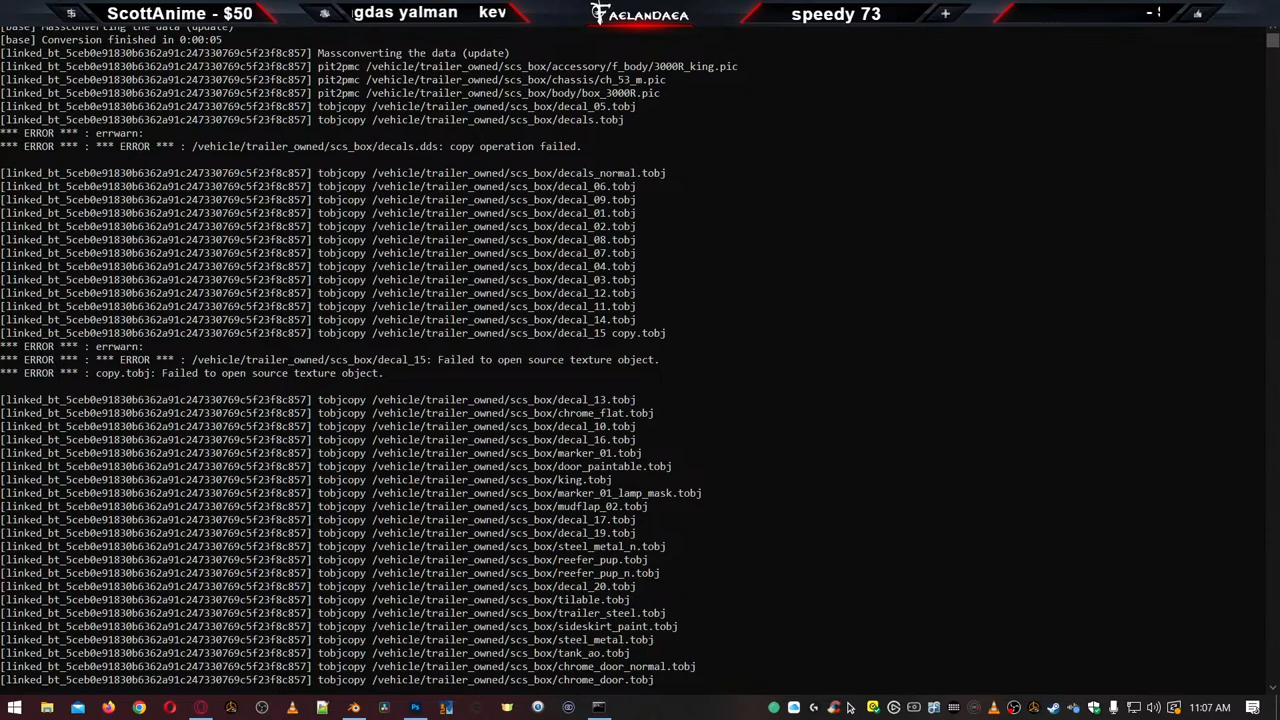 ScottAnime - $50
gdas yalman kev
FAELANDAEA
speedy 73
[base] Massconverting the data (update)
[base] Conversion finished in 0:00:05
[linked_bt_5ceb0e91830b6362a91c247330769c5f23f8c857] Massconverting the data (update)
[linked_bt_5ceb0e91830b6362a91c247330769c5f23f8c857] pit2pmc /vehicle/trailer_owned/scs_box/accessory/f_body/3000R_king.pic
[linked_bt_5ceb0e91830b6362a91c247330769c5f23f8c857] pit2pmc /vehicle/trailer_owned/scs_box/chassis/ch_53_m.pic
[linked_bt_5ceb0e91830b6362a91c247330769c5f23f8c857] pit2pmc /vehicle/trailer_owned/scs_box/body/box_3000R.pic
[linked_bt_5ceb0e91830b6362a91c247330769c5f23f8c857] tobjcopy /vehicle/trailer_owned/scs_box/decal_05.tobj
[linked_bt_5ceb0e91830b6362a91c247330769c5f23f8c857] tobjcopy /vehicle/trailer_owned/scs_box/decals.tobj
*** ERROR *** : errwarn:
*** ERROR *** : *** ERROR *** : /vehicle/trailer_owned/scs_box/decals.dds: copy operation failed.
[linked_bt_5ceb0e91830b6362a91c247330769c5f23f8c857] tobjcopy /vehicle/trailer_owned/scs_box/decals_normal.tobj
[linked_bt_5ceb0e91830b6362a91c247330769c5f23f8c857] tobjcopy /vehicle/trailer_owned/scs_box/decal_06.tobj
[linked_bt_5ceb0e91830b6362a91c247330769c5f23f8c857] tobjcopy /vehicle/trailer_owned/scs_box/decal_09.tobj
[linked_bt_5ceb0e91830b6362a91c247330769c5f23f8c857] tobjcopy /vehicle/trailer_owned/scs_box/decal_01.tobj
[linked_bt_5ceb0e91830b6362a91c247330769c5f23f8c857] tobjcopy /vehicle/trailer_owned/scs_box/decal_02.tobj
[linked_bt_5ceb0e91830b6362a91c247330769c5f23f8c857] tobjcopy /vehicle/trailer_owned/scs_box/decal_08.tobj
[linked_bt_5ceb0e91830b6362a91c247330769c5f23f8c857] tobjcopy /vehicle/trailer_owned/scs_box/decal_07.tobj
[linked_bt_5ceb0e91830b6362a91c247330769c5f23f8c857] tobjcopy /vehicle/trailer_owned/scs_box/decal_04.tobj
[linked_bt_5ceb0e91830b6362a91c247330769c5f23f8c857] tobjcopy /vehicle/trailer_owned/scs_box/decal_03.tobj
[linked_bt_5ceb0e91830b6362a91c247330769c5f23f8c857] tobjcopy /vehicle/trailer_owned/scs_box/decal_12.tobj
[linked_bt_5ceb0e91830b6362a91c247330769c5f23f8c857] tobjcopy /vehicle/trailer_owned/scs_box/decal_11.tobj
[linked_bt_5ceb0e91830b6362a91c247330769c5f23f8c857] tobjcopy /vehicle/trailer_owned/scs_box/decal_14.tobj
[linked_bt_5ceb0e91830b6362a91c247330769c5f23f8c857] tobjcopy /vehicle/trailer_owned/scs_box/decal_15 copy.tobj
*** ERROR *** : errwarn:
*** ERROR *** : *** ERROR *** : /vehicle/trailer_owned/scs_box/decal_15: Failed to open source texture object.
*** ERROR *** : copy.tobj: Failed to open source texture object.
[linked_bt_5ceb0e91830b6362a91c247330769c5f23f8c857] tobjcopy /vehicle/trailer_owned/scs_box/decal_13.tobj
[linked_bt_5ceb0e91830b6362a91c247330769c5f23f8c857] tobjcopy /vehicle/trailer_owned/scs_box/chrome_flat.tobj
[linked_bt_5ceb0e91830b6362a91c247330769c5f23f8c857] tobjcopy /vehicle/trailer_owned/scs_box/decal_10.tobj
[linked_bt_5ceb0e91830b6362a91c247330769c5f23f8c857] tobjcopy /vehicle/trailer_owned/scs_box/decal_16.tobj
[linked_bt_5ceb0e91830b6362a91c247330769c5f23f8c857] tobjcopy /vehicle/trailer_owned/scs_box/marker_01.tobj
[linked_bt_5ceb0e91830b6362a91c247330769c5f23f8c857] tobjcopy /vehicle/trailer_owned/scs_box/door_paintable.tobj
[linked_bt_5ceb0e91830b6362a91c247330769c5f23f8c857] tobjcopy /vehicle/trailer_owned/scs_box/king.tobj
[linked_bt_5ceb0e91830b6362a91c247330769c5f23f8c857] tobjcopy /vehicle/trailer_owned/scs_box/marker_01_lamp_mask.tobj
[linked_bt_5ceb0e91830b6362a91c247330769c5f23f8c857] tobjcopy /vehicle/trailer_owned/scs_box/mudflap_02.tobj
[linked_bt_5ceb0e91830b6362a91c247330769c5f23f8c857] tobjcopy /vehicle/trailer_owned/scs_box/decal_17.tobj
[linked_bt_5ceb0e91830b6362a91c247330769c5f23f8c857] tobjcopy /vehicle/trailer_owned/scs_box/decal_19.tobj
[linked_bt_5ceb0e91830b6362a91c247330769c5f23f8c857] tobjcopy /vehicle/trailer_owned/scs_box/steel_metal_n.tobj
[linked_bt_5ceb0e91830b6362a91c247330769c5f23f8c857] tobjcopy /vehicle/trailer_owned/scs_box/reefer_pup.tobj
[linked_bt_5ceb0e91830b6362a91c247330769c5f23f8c857] tobjcopy /vehicle/trailer_owned/scs_box/reefer_pup_n.tobj
[linked_bt_5ceb0e91830b6362a91c247330769c5f23f8c857] tobjcopy /vehicle/trailer_owned/scs_box/decal_20.tobj
[linked_bt_5ceb0e91830b6362a91c247330769c5f23f8c857] tobjcopy /vehicle/trailer_owned/scs_box/tilable.tobj
[linked_bt_5ceb0e91830b6362a91c247330769c5f23f8c857] tobjcopy /vehicle/trailer_owned/scs_box/trailer_steel.tobj
[linked_bt_5ceb0e91830b6362a91c247330769c5f23f8c857] tobjcopy /vehicle/trailer_owned/scs_box/sideskirt_paint.tobj
[linked_bt_5ceb0e91830b6362a91c247330769c5f23f8c857] tobjcopy /vehicle/trailer_owned/scs_box/steel_metal.tobj
[linked_bt_5ceb0e91830b6362a91c247330769c5f23f8c857] tobjcopy /vehicle/trailer_owned/scs_box/tank_ao.tobj
[linked_bt_5ceb0e91830b6362a91c247330769c5f23f8c857] tobjcopy /vehicle/trailer_owned/scs_box/chrome_door_normal.tobj
[linked_bt_5ceb0e91830b6362a91c247330769c5f23f8c857] tobjcopy /vehicle/trailer_owned/scs_box/chrome_door.tobj
11:07 AM